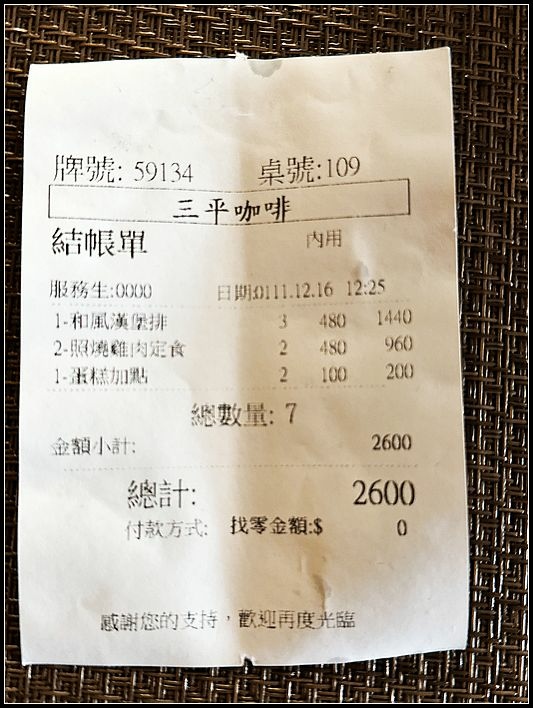 牌號: 59134 桌號:109
三平咖啡
結帳單 內用
服務生:0000 日期:0111.12.16 12:25
1-和風漢堡排 3 480 1440
2-照燒雞肉定食 2 480 960
1-蛋糕加點 2 100 200
總數量: 7
金額小計: 2600
總計: 2600
付款方式: 找零金額:$ 0
感謝您的支持，歡迎再度光臨